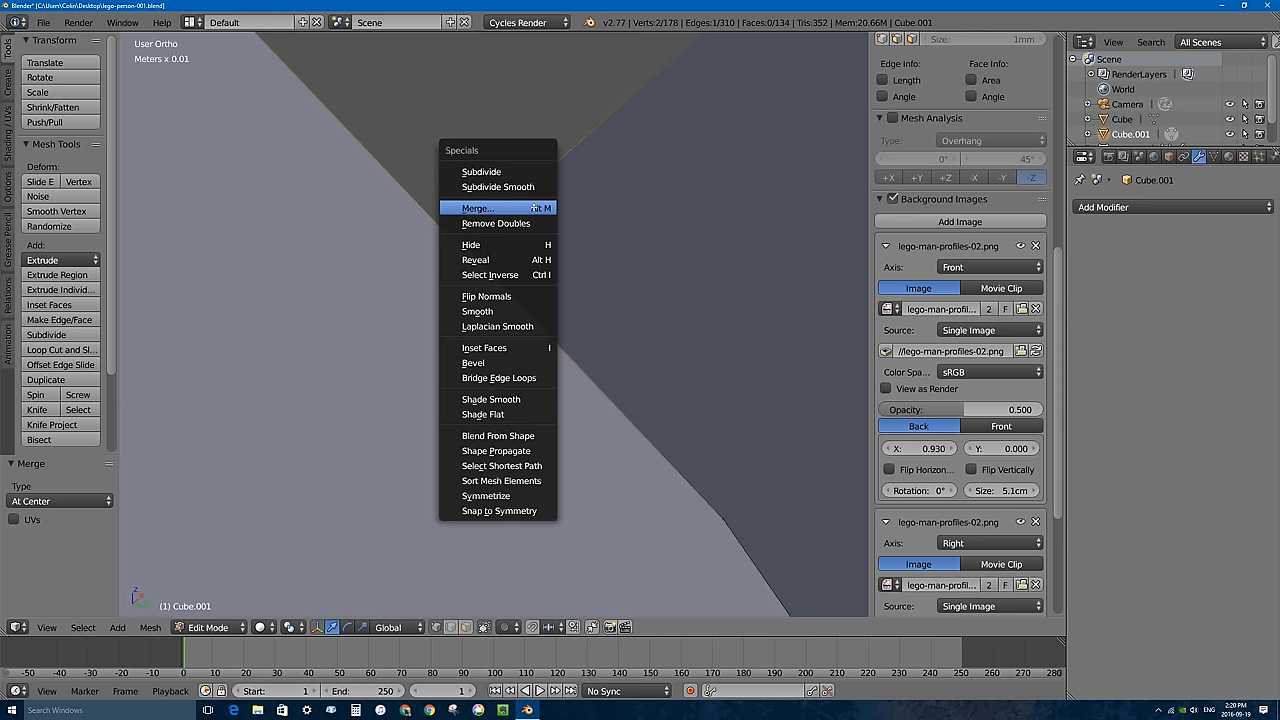 Blender* [C:\Users\Colin\Desktop\lego-person-001.blend]
File Render Window Help Default Scene Cycles Render v2.77 | Verts:2/178 | Edges:1/310 | Faces:0/134 | Tris:352 | Mem:20.66M | Cube.001
Tools
Create
Shading / UVs
Options
Grease Pencil
Relations
Animation
Transform
Translate
Rotate
Scale
Shrink/Fatten
Push/Pull
Mesh Tools
Deform:
Slide E Vertex
Noise
Smooth Vertex
Randomize
Add:
Extrude
Extrude Region
Extrude Individ...
Inset Faces
Make Edge/Face
Subdivide
Loop Cut and Sl...
Offset Edge Slide
Duplicate
Spin Screw
Knife Select
Knife Project
Bisect
Merge
Type
At Center
UVs
User Ortho
Meters x 0.01
Specials
Subdivide
Subdivide Smooth
Merge... Alt M
Remove Doubles
Hide H
Reveal Alt H
Select Inverse Ctrl I
Flip Normals
Smooth
Laplacian Smooth
Inset Faces I
Bevel
Bridge Edge Loops
Shade Smooth
Shade Flat
Blend From Shape
Shape Propagate
Select Shortest Path
Sort Mesh Elements
Symmetrize
Snap to Symmetry
z
(1) Cube.001
Size: 1mm
Edge Info: Face Info:
Length Area
Angle Angle
Mesh Analysis
Type: Overhang
0° 45°
+X +Y +Z -X -Y -Z
Background Images
Add Image
lego-man-profiles-02.png
Axis: Front
Image Movie Clip
lego-man-profil... 2 F
Source: Single Image
//lego-man-profiles-02.png
Color Spa... sRGB
View as Render
Opacity: 0.500
Back Front
X: 0.930 Y: 0.000
Flip Horizon... Flip Vertically
Rotation: 0° Size: 5.1cm
lego-man-profiles-02.png
Axis: Right
Image Movie Clip
lego-man-profil... 2 F
Source: Single Image
View Search All Scenes
Scene
RenderLayers
World
Camera
Cube
Cube.001
Cube.001
Add Modifier
View Select Add Mesh Edit Mode Global
-50 -40 -30 -20 -10 0 10 20 30 40 50 60 70 80 90 100 110 120 130 140 150 160 170 180 190 200 210 220 230 240 250 260 270 280
View Marker Frame Playback Start: 1 End: 250 1 No Sync
Search Windows
ENG
2:20 PM
2016-09-19